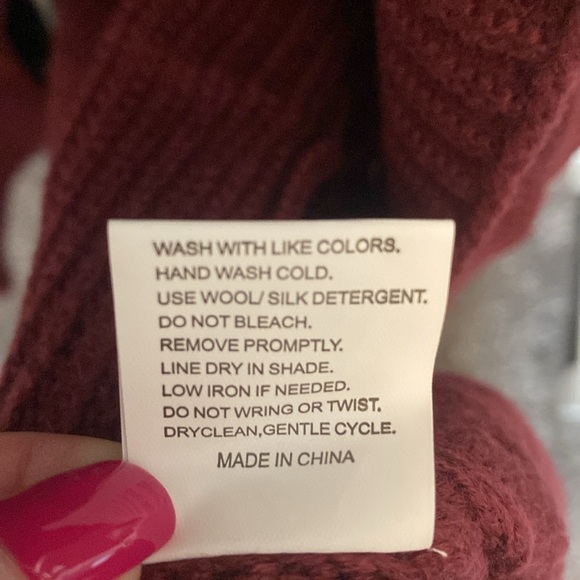 WASH WITH LIKE COLORS.
HAND WASH COLD.
USE WOOL/ SILK DETERGENT.
DO NOT BLEACH.
REMOVE PROMPTLY.
LINE DRY IN SHADE.
LOW IRON IF NEEDED.
DO NOT WRING OR TWIST.
DRYCLEAN,GENTLE CYCLE.
MADE IN CHINA